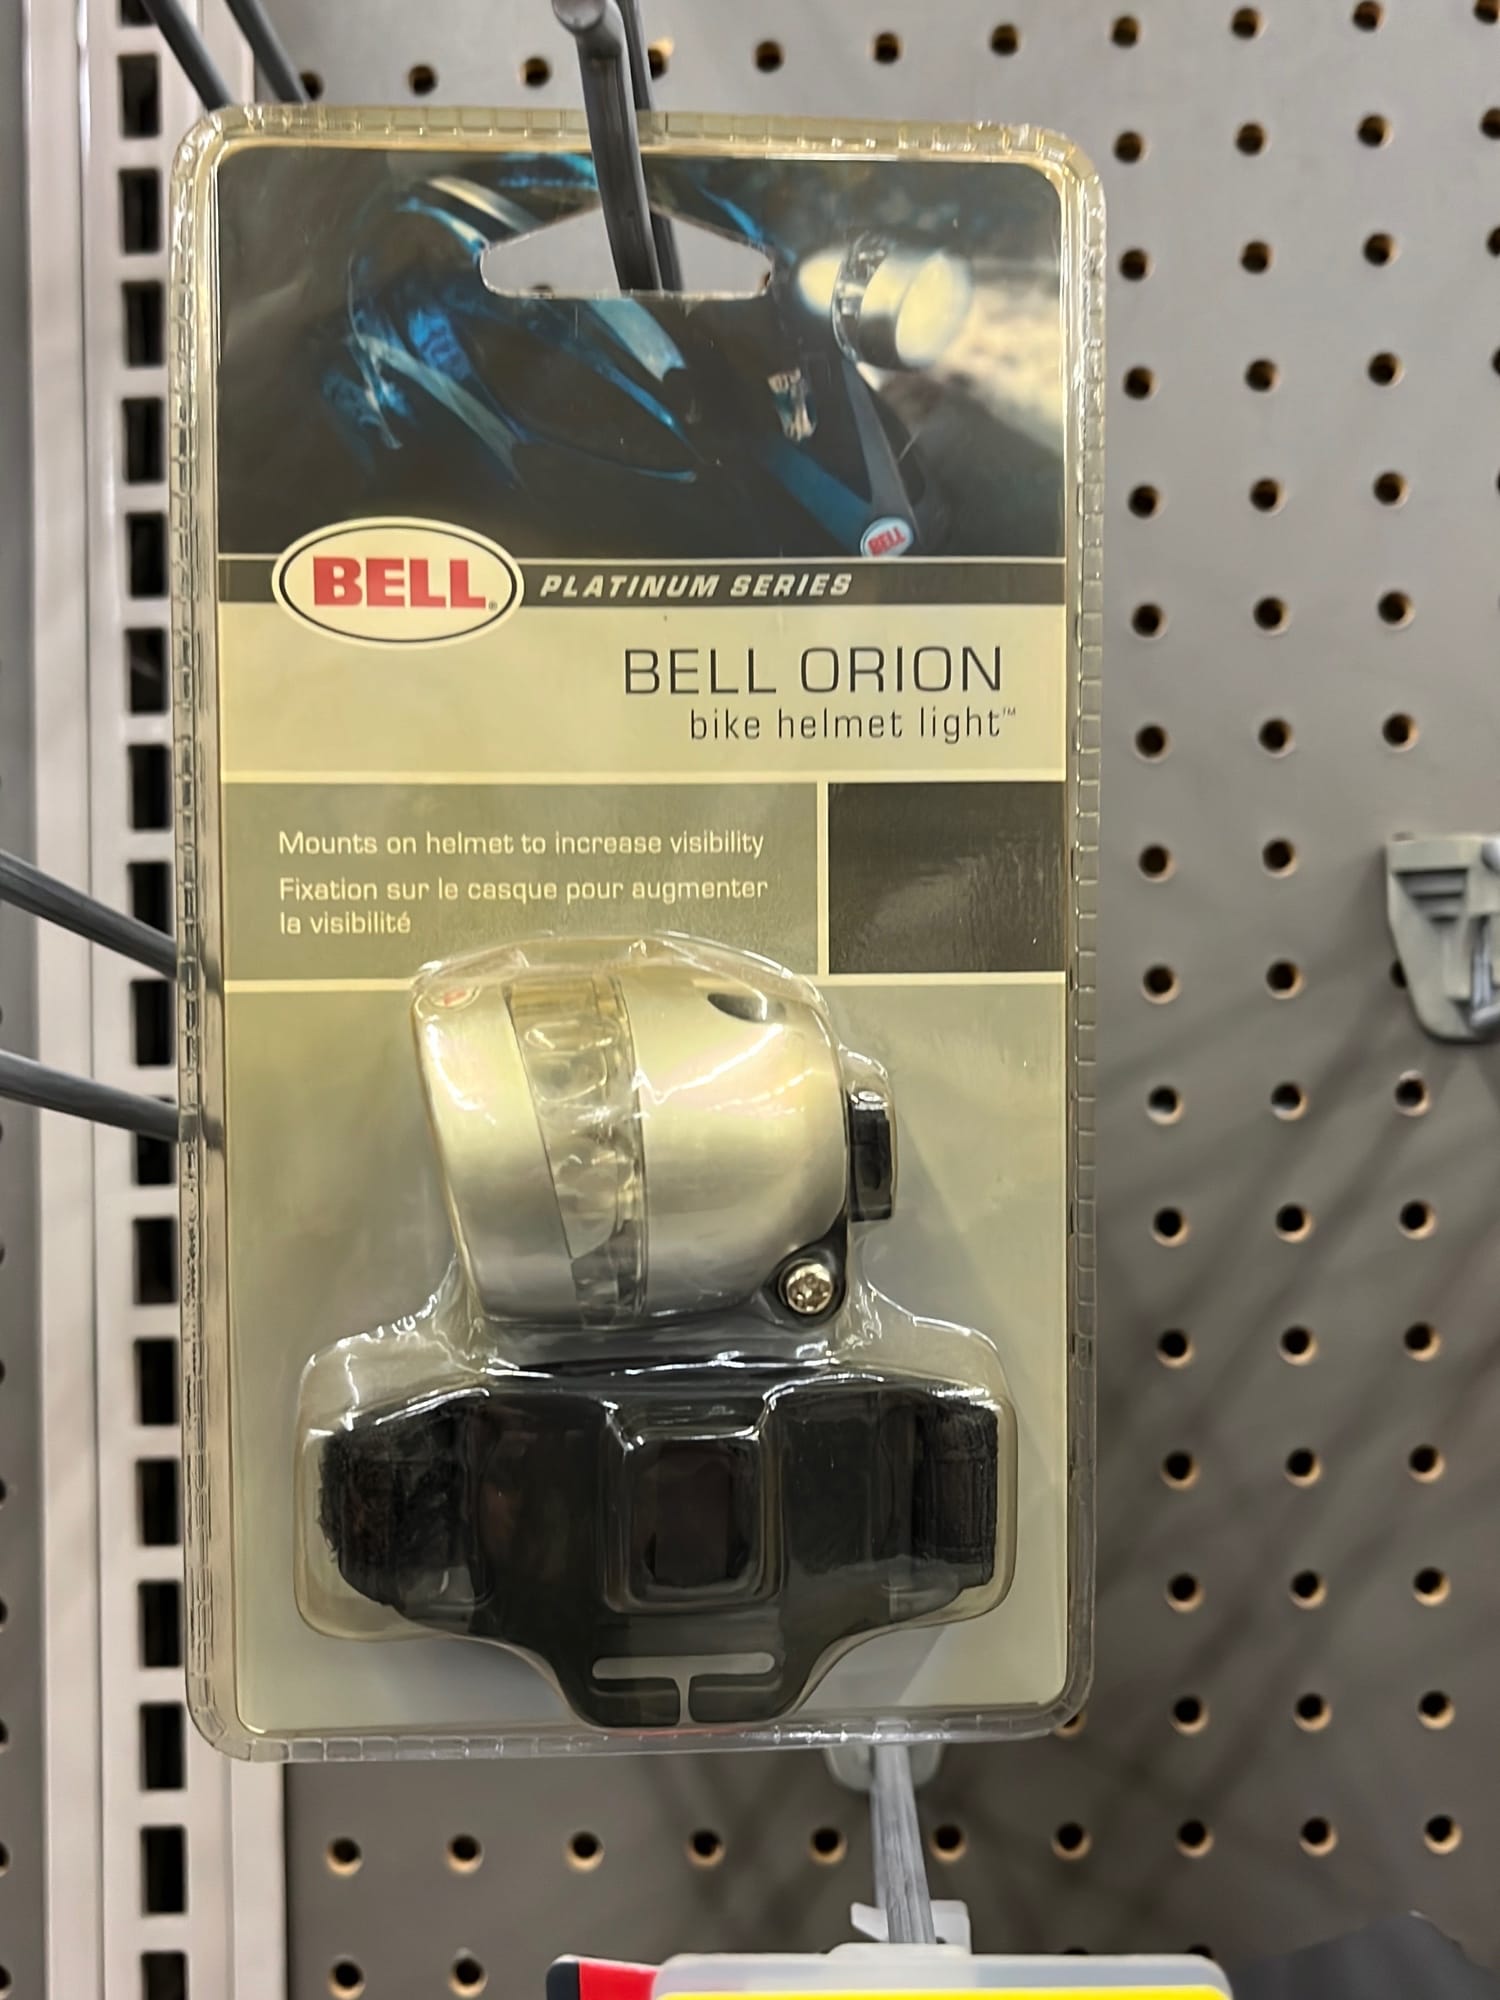 BELL
BELL®
PLATINUM SERIES
BELL ORION
bike helmet light™
Mounts on helmet to increase visibility
Fixation sur le casque pour augmenter
la visibilité